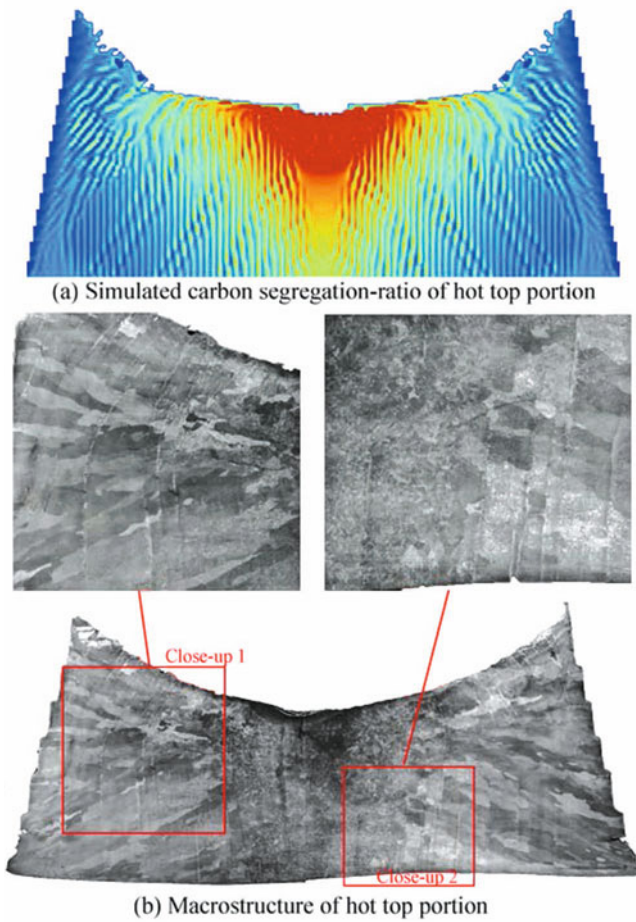 (a) Simulated carbon segregation-ratio of hot top portion
Close-up 1
Close-up 2
(b) Macrostructure of hot top portion